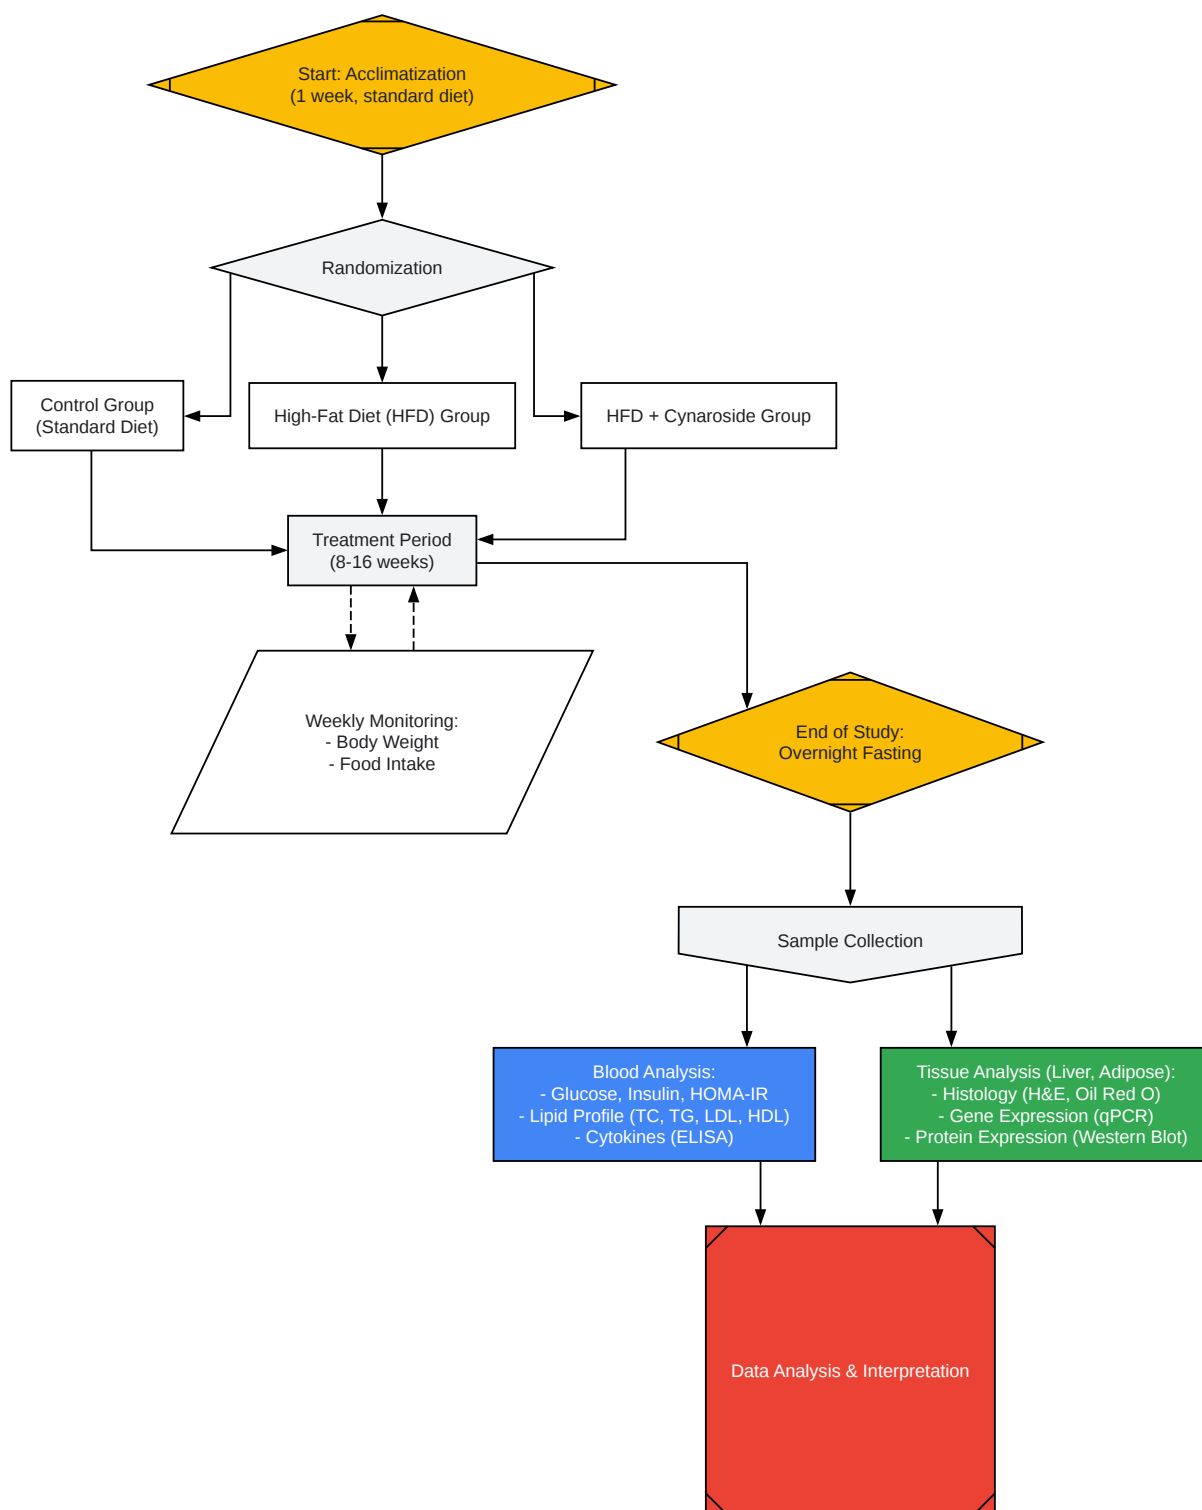 Start: Acclimatization
(1 week, standard diet)
Randomization
Control Group
(Standard Diet)
High-Fat Diet (HFD) Group
HFD + Cynaroside Group
Treatment Period
(8-16 weeks)
Weekly Monitoring:
- Body Weight
- Food Intake
End of Study:
Overnight Fasting
Sample Collection
Blood Analysis:
- Glucose, Insulin, HOMA-IR
- Lipid Profile (TC, TG, LDL, HDL)
- Cytokines (ELISA)
Tissue Analysis (Liver, Adipose):
- Histology (H&E, Oil Red O)
- Gene Expression (qPCR)
- Protein Expression (Western Blot)
Data Analysis & Interpretation